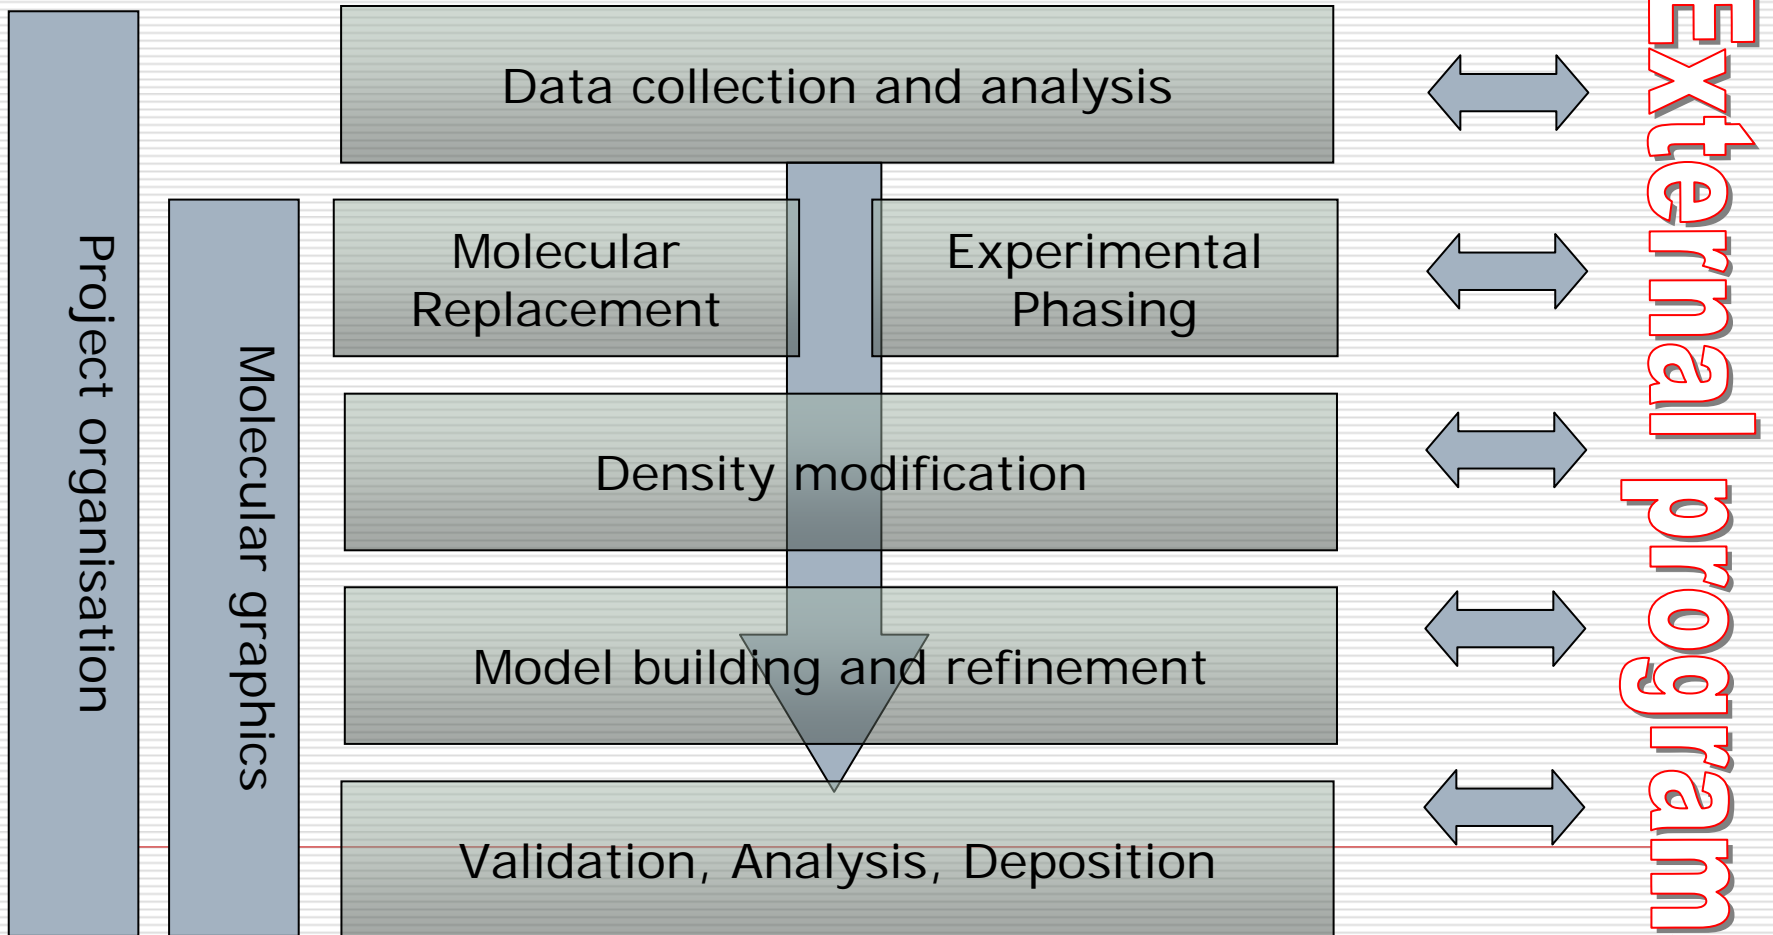 Data collection and analysis
Molecular
Replacement
Experimental
Phasing
Density modification
Model building and refinement
Validation, Analysis, Deposition
Project organisation
Molecular graphics
External program